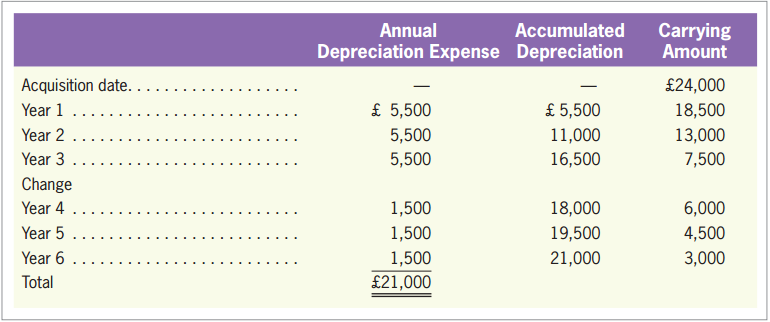 Annual Accumulated Carrying
Depreciation Expense Depreciation Amount
Acquisition date. . . . . . . . . . . . . . . . . . . — — £24,000
Year 1 . . . . . . . . . . . . . . . . . . . . . . . . . £ 5,500 £ 5,500 18,500
Year 2 . . . . . . . . . . . . . . . . . . . . . . . . . 5,500 11,000 13,000
Year 3 . . . . . . . . . . . . . . . . . . . . . . . . . 5,500 16,500 7,500
Change
Year 4 . . . . . . . . . . . . . . . . . . . . . . . . . 1,500 18,000 6,000
Year 5 . . . . . . . . . . . . . . . . . . . . . . . . . 1,500 19,500 4,500
Year 6 . . . . . . . . . . . . . . . . . . . . . . . . . 1,500 21,000 3,000
Total £21,000